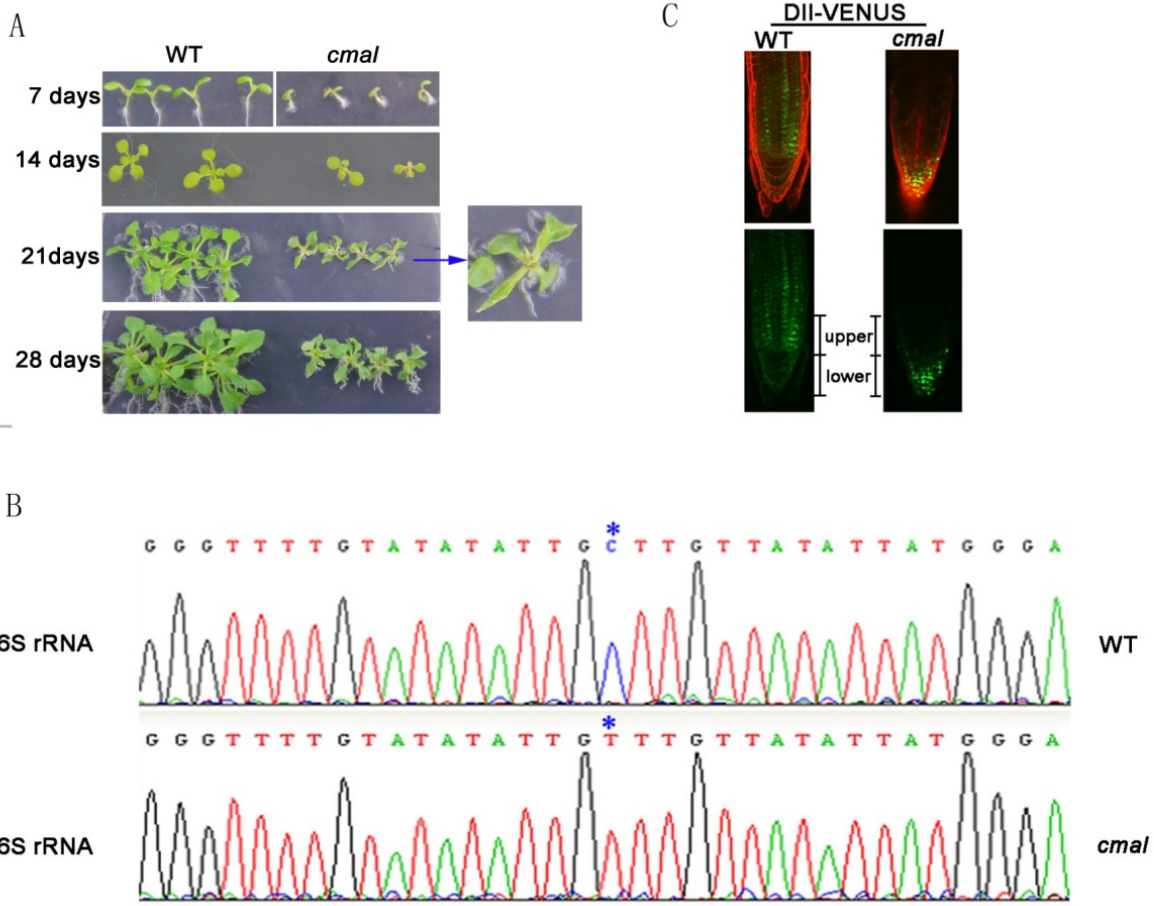 A
WT
cmal
7 days
14 days
21days
28 days
C
DII-VENUS
WT
cmal
upper
lower
B
*
G G G T T T T G T A T A T A T T G C T T G T T A T A T T A T G G G A
6S rRNA
WT
*
G G G T T T T G T A T A T A T T G T T T G T T A T A T T A T G G G A
6S rRNA
cmal